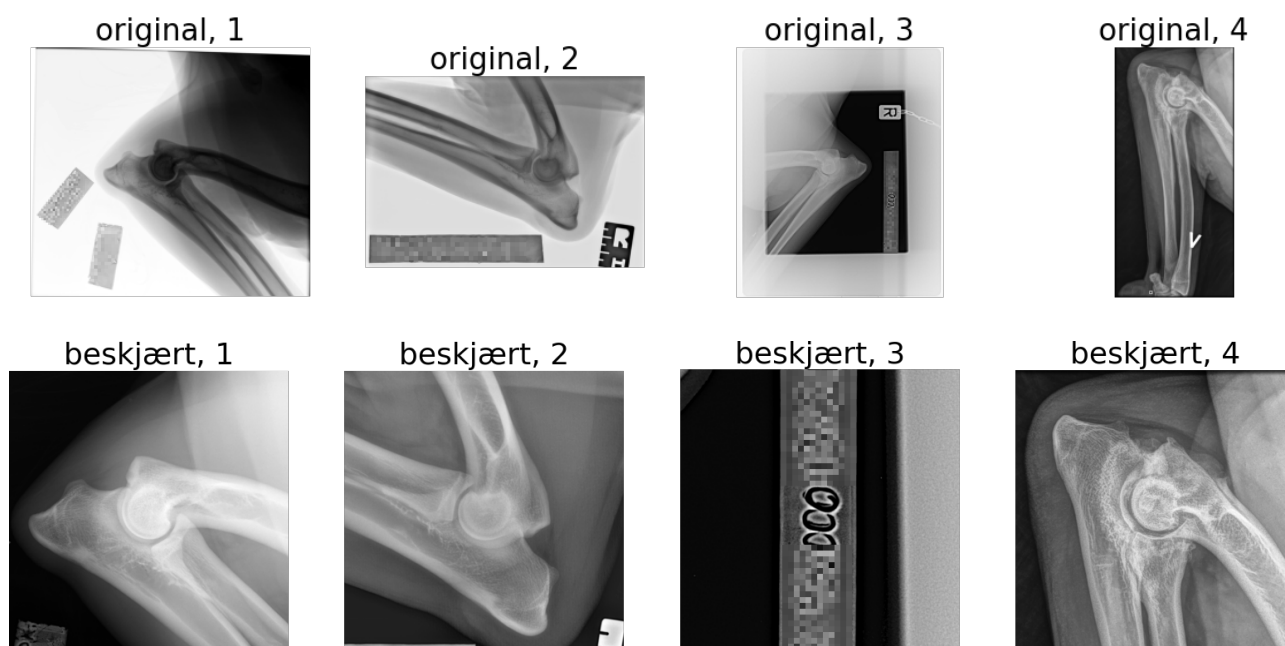 original, 1
original, 2
original, 3
original, 4
R
H
R
V
beskjært, 1
beskjært, 2
beskjært, 3
beskjært, 4